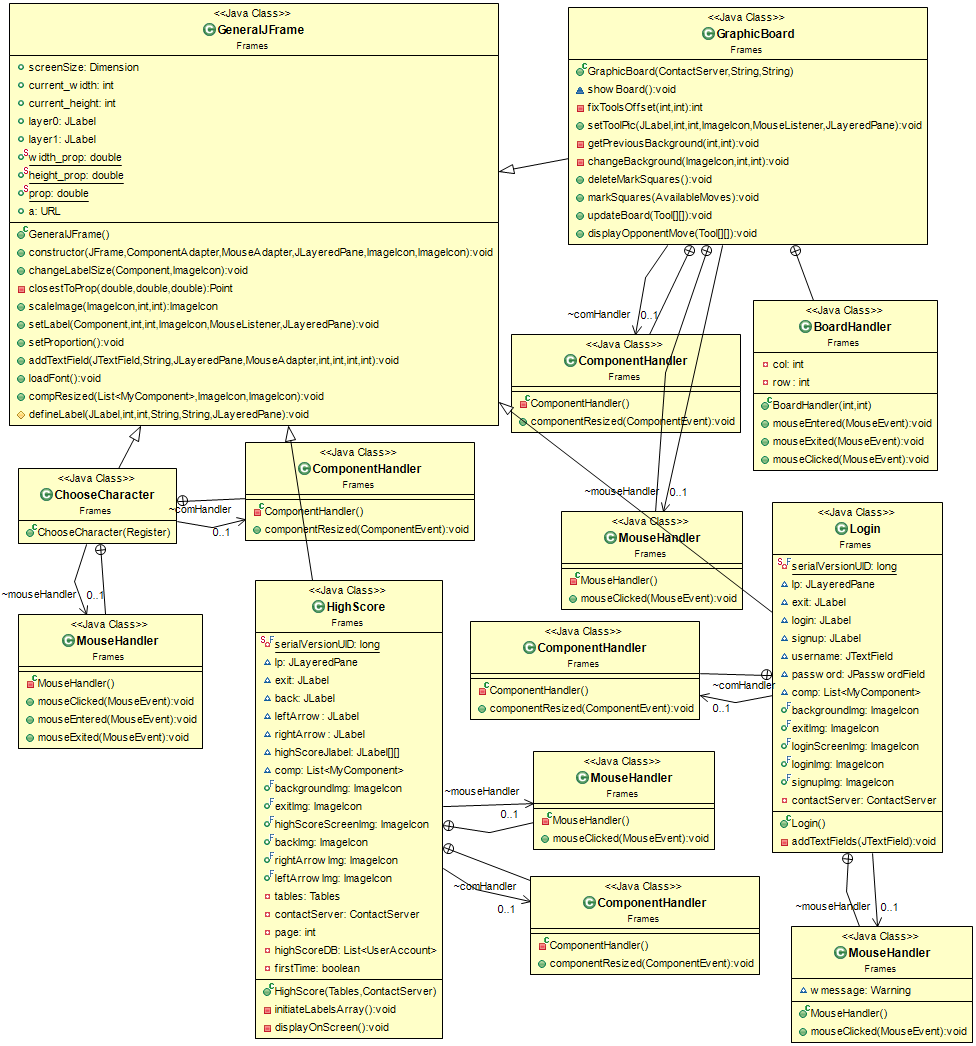 <<Java Class>>
GeneralJFrame
Frames
screenSize: Dimension
current_width: int
current_height: int
layer0: JLabel
layer1: JLabel
width_prop: double
height_prop: double
prop: double
a: URL
GeneralJFrame()
constructor(JFrame,ComponentAdapter,MouseAdapter,JLayeredPane,ImageIcon,ImageIcon):void
changeLabelSize(Component,ImageIcon):void
closestToProp(double,double,double):Point
scaleImage(ImageIcon,int,int):ImageIcon
setLabel(Component,int,int,ImageIcon,MouseListener,JLayeredPane):void
setProportion():void
addTextField(JTextField,String,JLayeredPane,MouseAdapter,int,int,int,int):void
loadFont():void
compResized(List<MyComponent>,ImageIcon,ImageIcon):void
defineLabel(JLabel,int,int,String,String,JLayeredPane):void
<<Java Class>>
GraphicBoard
Frames
GraphicBoard(ContactServer,String,String)
showBoard():void
fixToolsOffset(int,int):int
setToolPic(JLabel,int,int,ImageIcon,MouseListener,JLayeredPane):void
getPreviousBackground(int,int):void
changeBackground(ImageIcon,int,int):void
deleteMarkSquares():void
markSquares(AvailableMoves):void
updateBoard(Tool[][]):void
displayOpponentMove(Tool[][]):void
~comHandler
0..1
<<Java Class>>
ComponentHandler
Frames
ComponentHandler()
componentResized(ComponentEvent):void
<<Java Class>>
BoardHandler
Frames
col: int
row: int
BoardHandler(int,int)
mouseEntered(MouseEvent):void
mouseExited(MouseEvent):void
mouseClicked(MouseEvent):void
<<Java Class>>
ChooseCharacter
Frames
ChooseCharacter(Register)
~comHandler
0..1
<<Java Class>>
ComponentHandler
Frames
ComponentHandler()
componentResized(ComponentEvent):void
~mouseHandler
0..1
<<Java Class>>
MouseHandler
Frames
MouseHandler()
mouseClicked(MouseEvent):void
~mouseHandler
0..1
<<Java Class>>
MouseHandler
Frames
MouseHandler()
mouseClicked(MouseEvent):void
mouseEntered(MouseEvent):void
mouseExited(MouseEvent):void
<<Java Class>>
HighScore
Frames
serialVersionUID: long
lp: JLayeredPane
exit: JLabel
back: JLabel
leftArrow: JLabel
rightArrow: JLabel
highScoreJlabel: JLabel[][]
comp: List<MyComponent>
backgroundImg: ImageIcon
exitImg: ImageIcon
highScoreScreenImg: ImageIcon
backImg: ImageIcon
rightArrowImg: ImageIcon
leftArrowImg: ImageIcon
tables: Tables
contactServer: ContactServer
page: int
highScoreDB: List<UserAccount>
firstTime: boolean
HighScore(Tables,ContactServer)
initiateLabelsArray():void
displayOnScreen():void
<<Java Class>>
Login
Frames
serialVersionUID: long
lp: JLayeredPane
exit: JLabel
login: JLabel
signup: JLabel
username: JTextField
password: JPasswordField
comp: List<MyComponent>
backgroundImg: ImageIcon
exitImg: ImageIcon
loginScreenImg: ImageIcon
loginImg: ImageIcon
signupImg: ImageIcon
contactServer: ContactServer
Login()
addTextFields(JTextField):void
<<Java Class>>
ComponentHandler
Frames
ComponentHandler()
componentResized(ComponentEvent):void
~comHandler
0..1
~mouseHandler
0..1
<<Java Class>>
MouseHandler
Frames
MouseHandler()
mouseClicked(MouseEvent):void
~comHandler
0..1
<<Java Class>>
ComponentHandler
Frames
ComponentHandler()
componentResized(ComponentEvent):void
~mouseHandler
0..1
<<Java Class>>
MouseHandler
Frames
wmessage: Warning
MouseHandler()
mouseClicked(MouseEvent):void